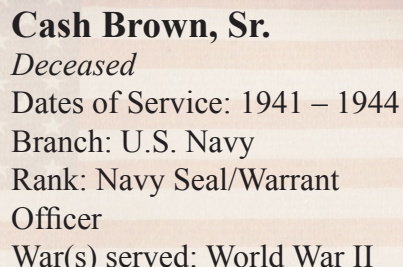 Cash Brown, Sr.
Deceased
Dates of Service: 1941 – 1944
Branch: U.S. Navy
Rank: Navy Seal/Warrant
Officer
War(s) served: World War II